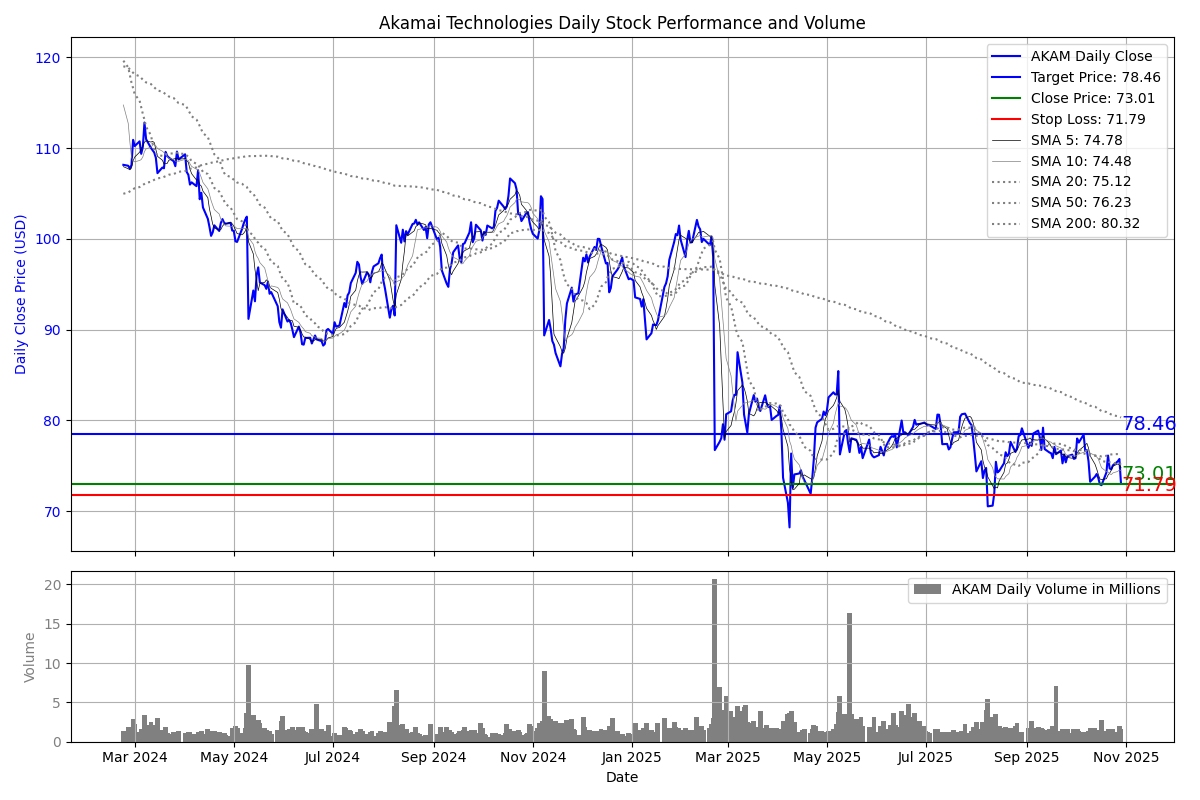 Akamai Technologies Daily Stock Performance and Volume
Daily Close Price (USD)
120
110
100
90
80
70
AKAM Daily Close
Target Price: 78.46
Close Price: 73.01
Stop Loss: 71.79
SMA 5: 74.78
SMA 10: 74.48
SMA 20: 75.12
SMA 50: 76.23
SMA 200: 80.32
78.46
73.01
71.79
Volume
20
15
10
5
0
AKAM Daily Volume in Millions
Mar 2024 May 2024 Jul 2024 Sep 2024 Nov 2024 Jan 2025 Mar 2025 May 2025 Jul 2025 Sep 2025 Nov 2025
Date